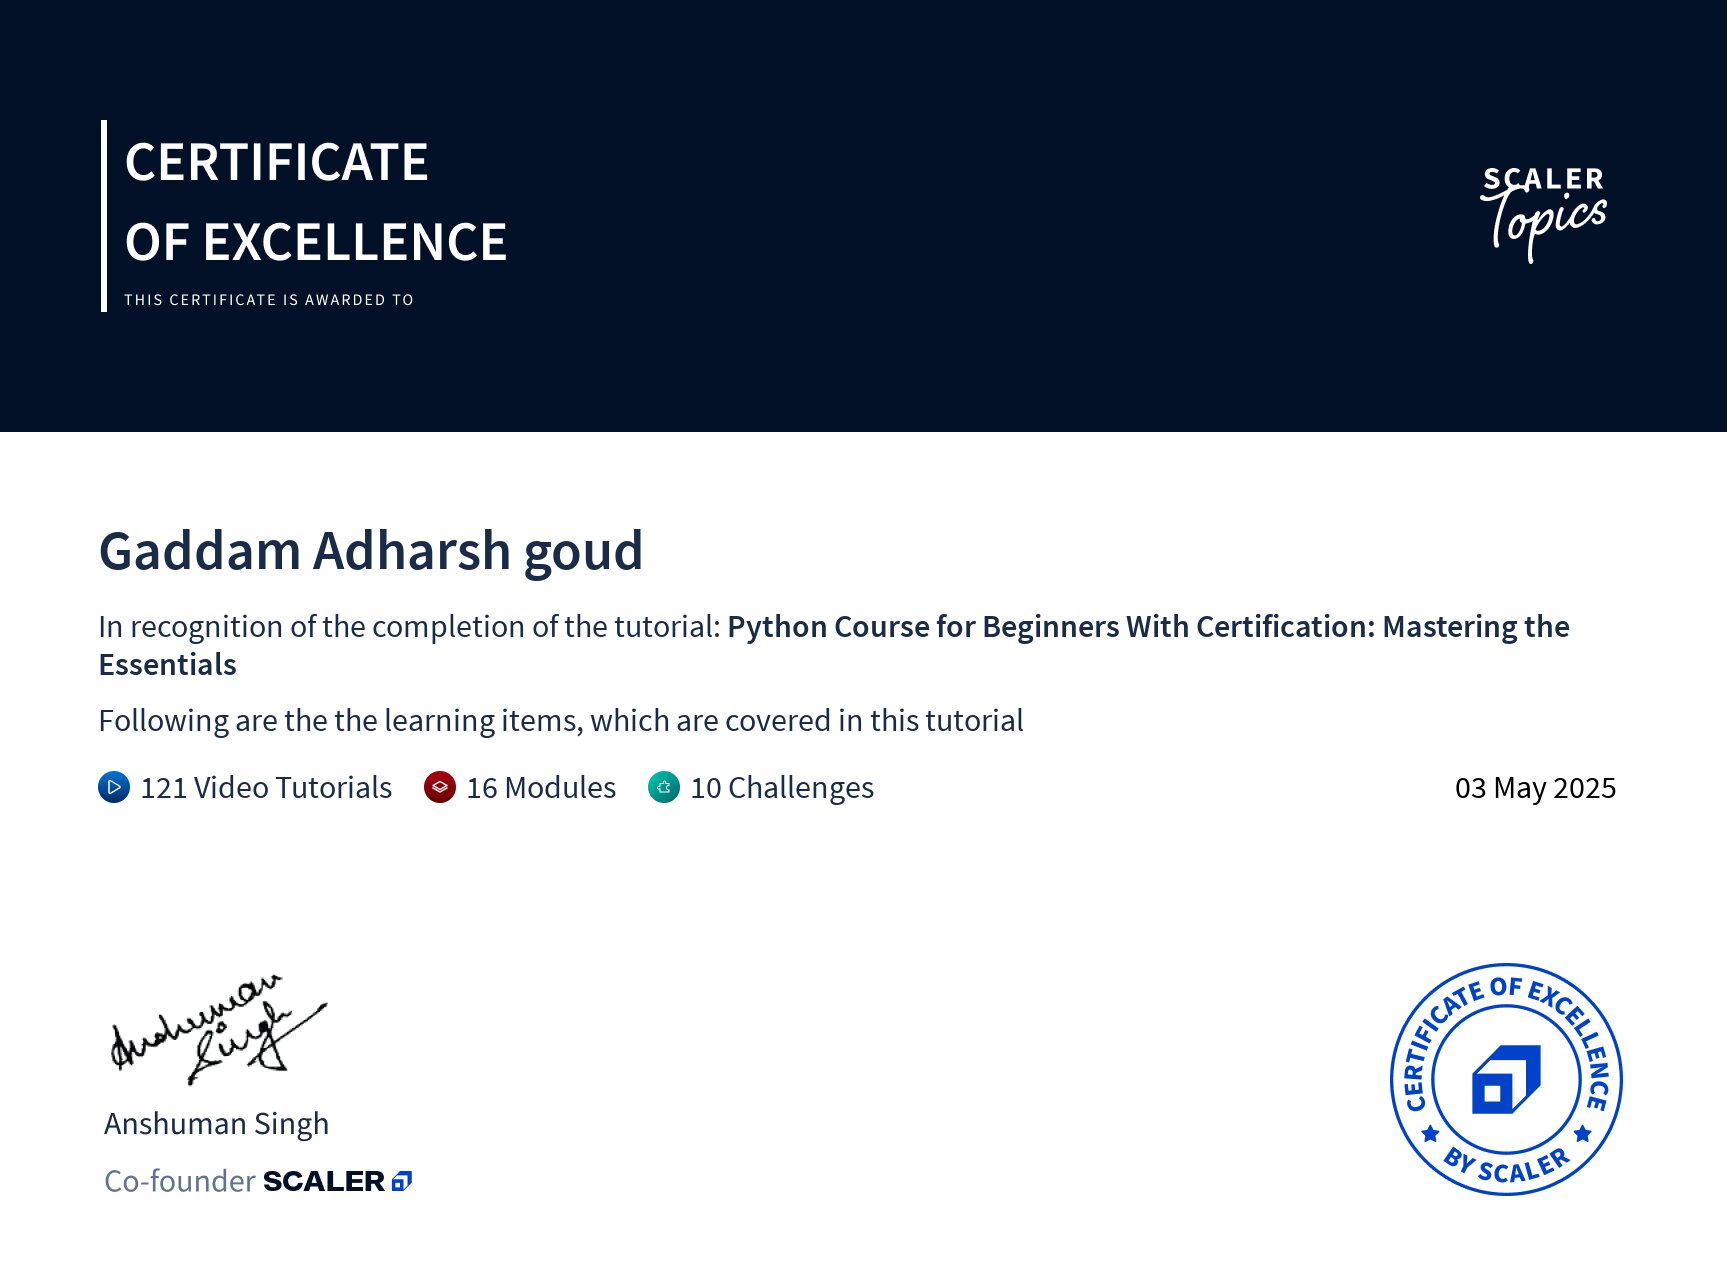 CERTIFICATE
OF EXCELLENCE
THIS CERTIFICATE IS AWARDED TO
SCALER
Topics
Gaddam Adharsh goud
In recognition of the completion of the tutorial: Python Course for Beginners With Certification: Mastering the
Essentials
Following are the the learning items, which are covered in this tutorial
121 Video Tutorials 16 Modules 10 Challenges 03 May 2025
Anshuman
Singh
Anshuman Singh
Co-founder SCALER
CERTIFICATE OF EXCELLENCE
BY SCALER